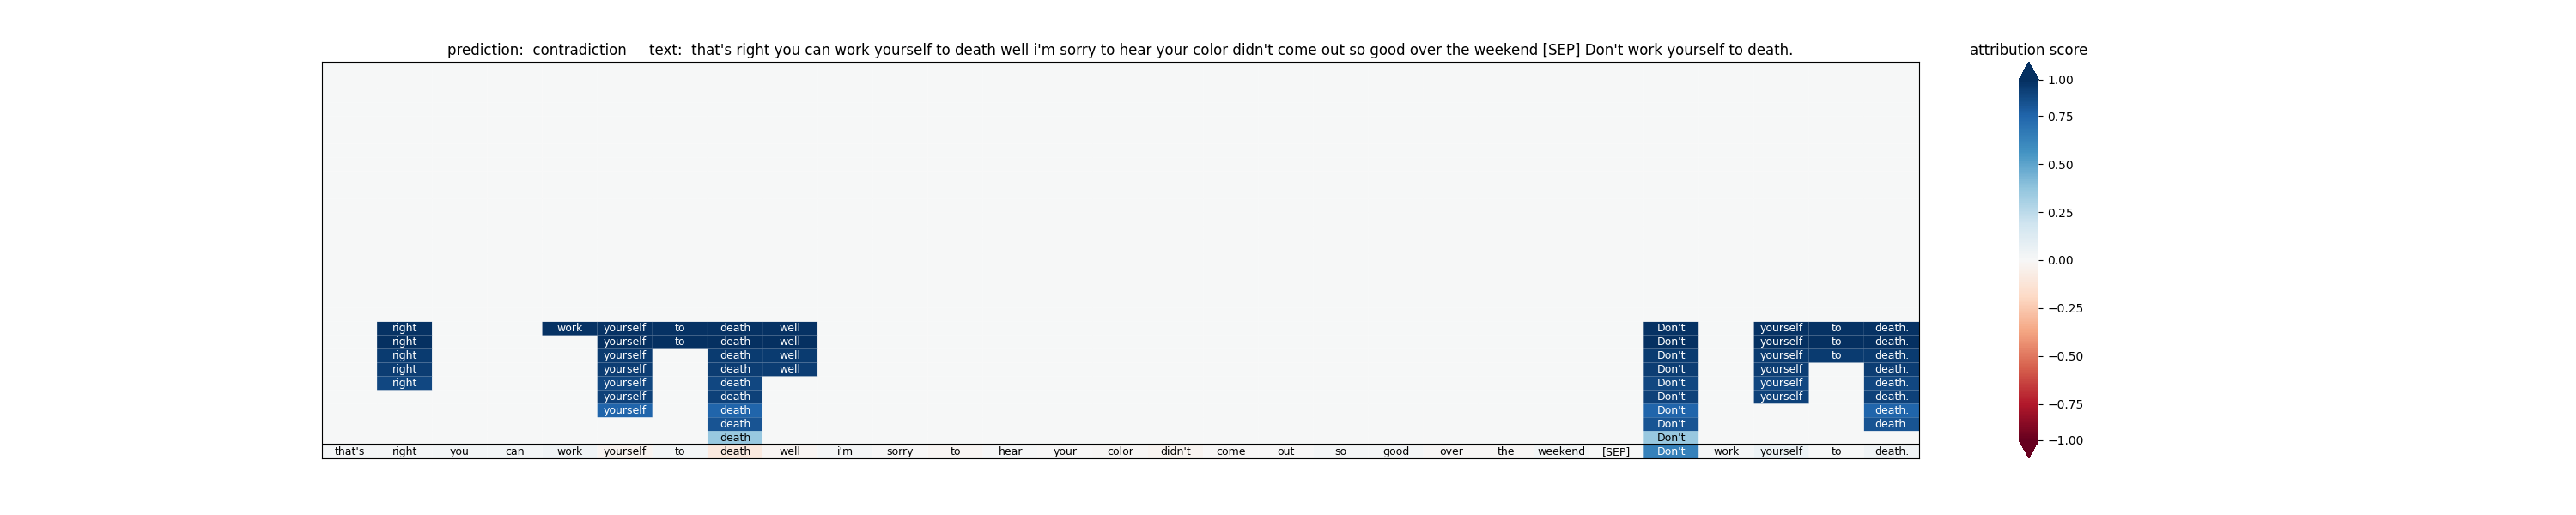 prediction: contradiction text: that's right you can work yourself to death well i'm sorry to hear your color didn't come out so good over the weekend [SEP] Don't work yourself to death.
attribution score
right work yourself to death well Don't yourself to death.
right yourself to death well Don't yourself to death.
right yourself death well Don't yourself to death.
right yourself death well Don't yourself death.
right yourself death Don't yourself death.
yourself death Don't yourself death.
yourself death Don't death.
death Don't death.
death Don't
that's right you can work yourself to death well i'm sorry to hear your color didn't come out so good over the weekend [SEP] Don't work yourself to death.
1.00
0.75
0.50
0.25
0.00
−0.25
−0.50
−0.75
−1.00